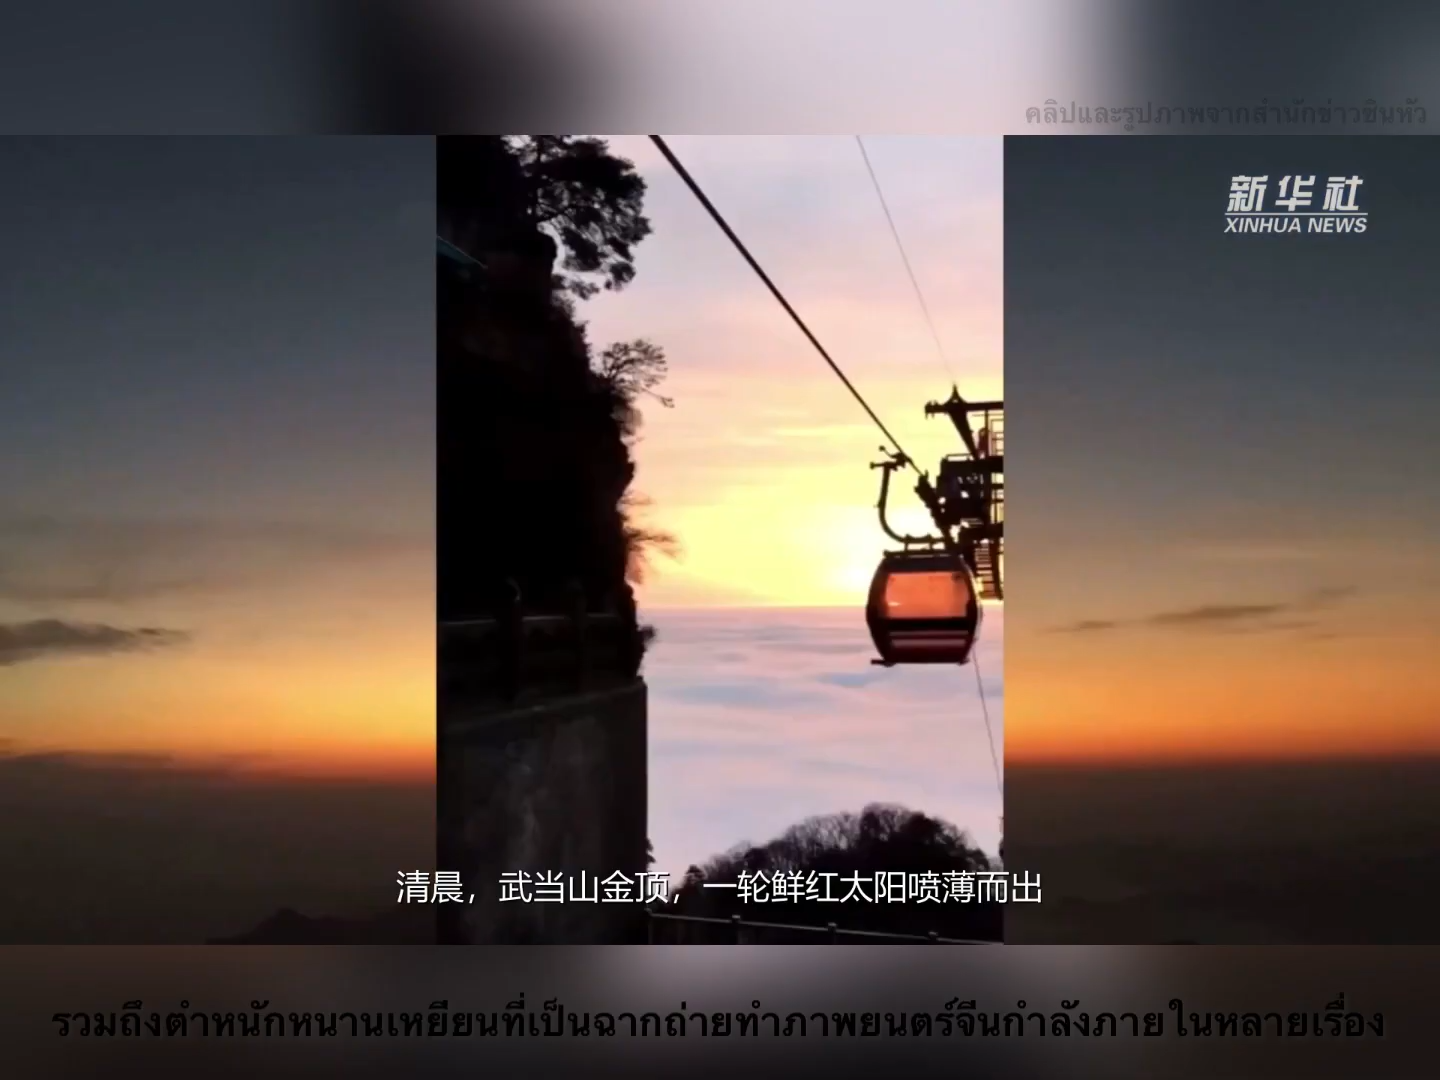 คลิปและรูปภาพจากสำนักข่าวซินหัว
新华社
XINHUA NEWS
清晨，武当山金顶，一轮鲜红太阳喷薄而出
รวมถึงตำหนักหนานเหยียนที่เป็นฉากถ่ายทำภาพยนตร์จีนกำลังภายในหลายเรื่อง